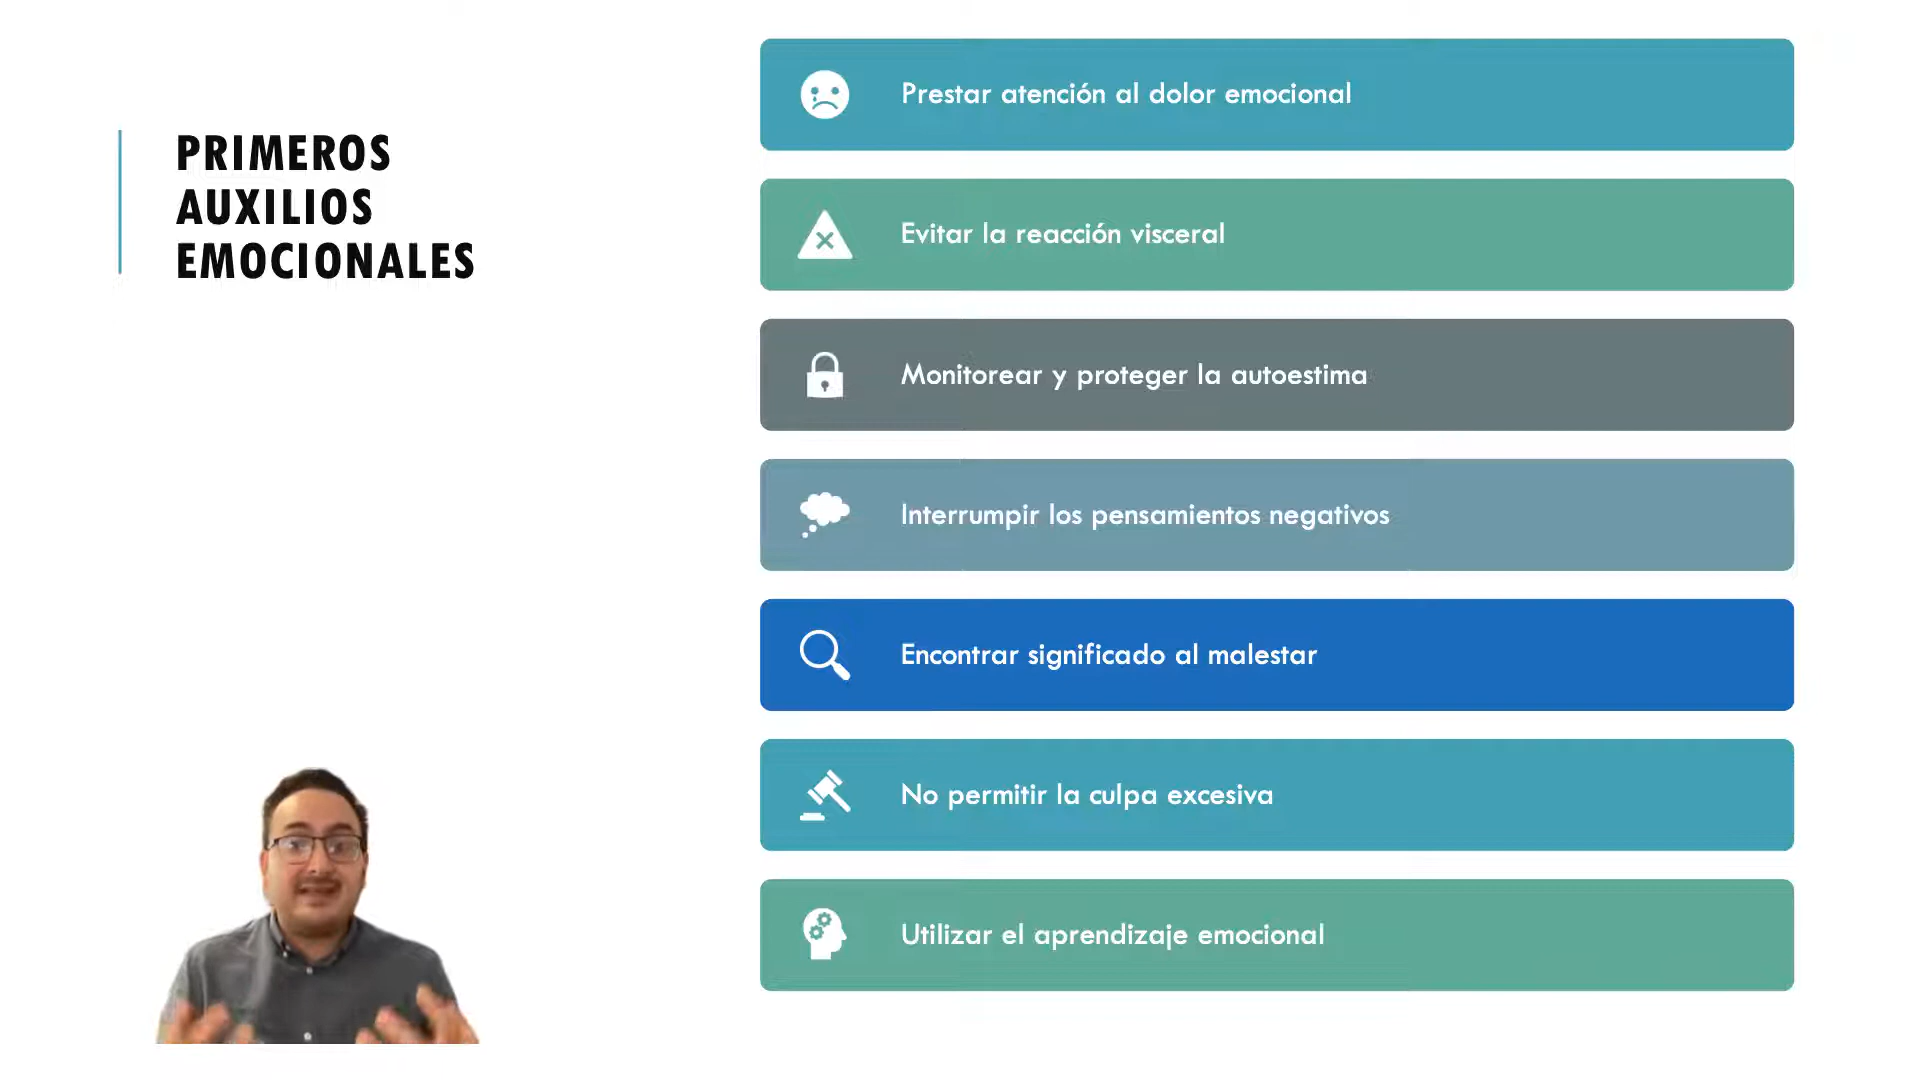 PRIMEROS
AUXILIOS
EMOCIONALES
Prestar atención al dolor emocional
Evitar la reacción visceral
Monitorear y proteger la autoestima
Interrumpir los pensamientos negativos
Encontrar significado al malestar
No permitir la culpa excesiva
Utilizar el aprendizaje emocional